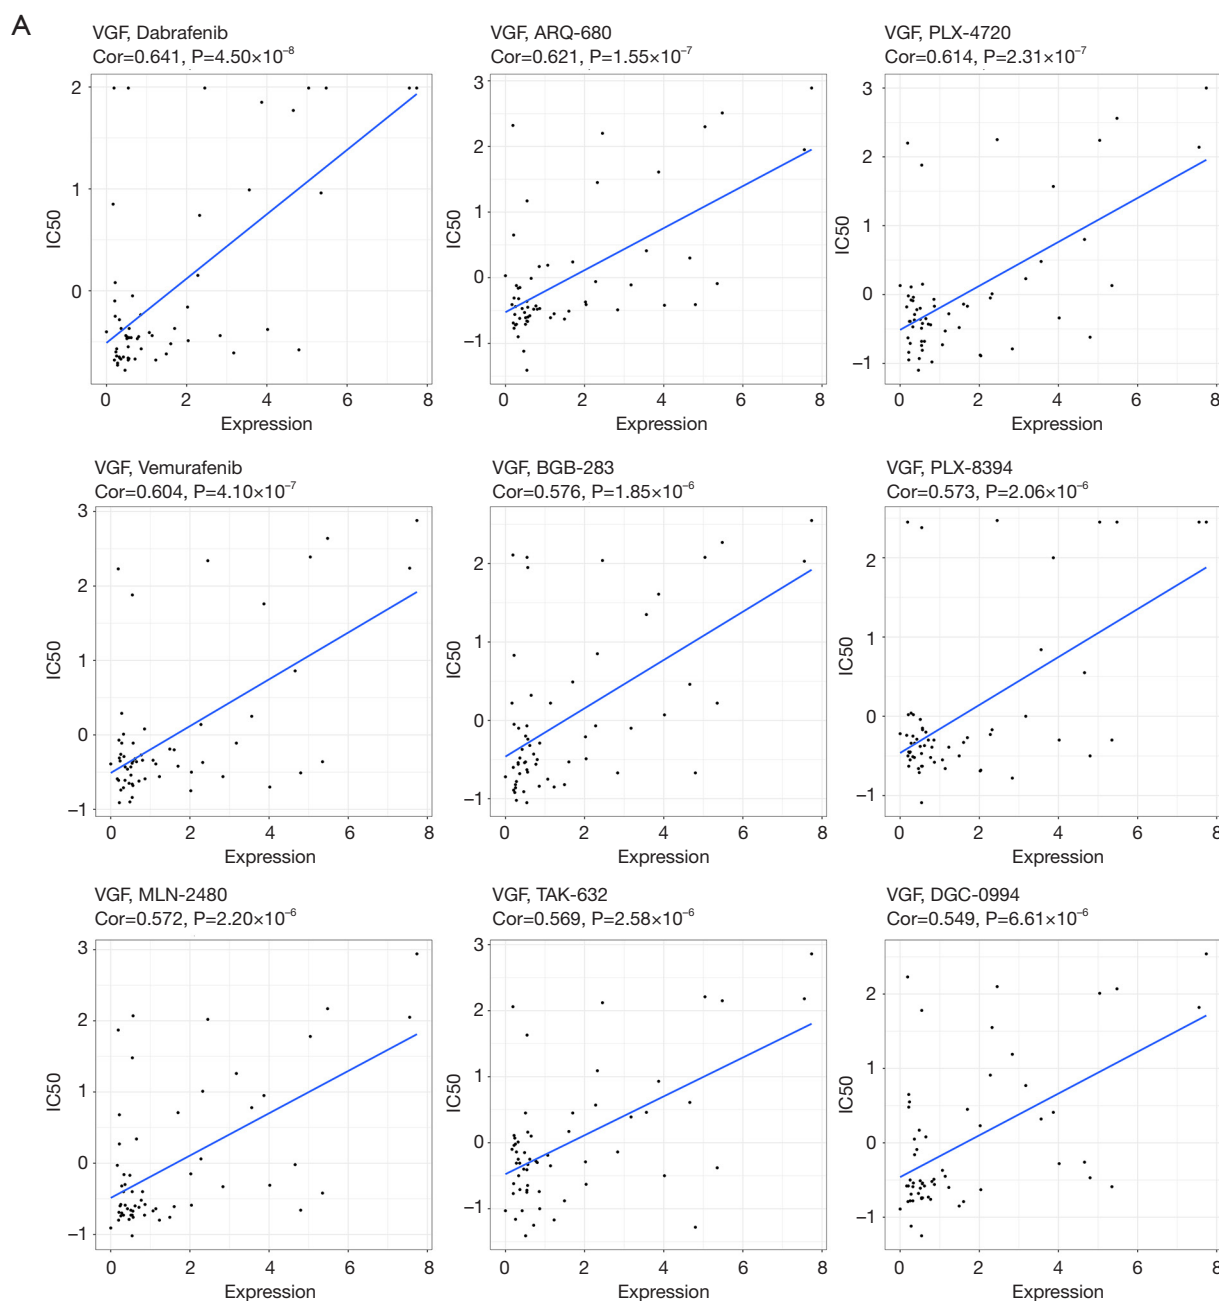 A
VGF, Dabrafenib
Cor=0.641, P=4.50×10⁻⁸
2
1
0
IC50
0 2 4 6 8
Expression
VGF, ARQ-680
Cor=0.621, P=1.55×10⁻⁷
3
2
1
0
−1
IC50
0 2 4 6 8
Expression
VGF, PLX-4720
Cor=0.614, P=2.31×10⁻⁷
3
2
1
0
−1
IC50
0 2 4 6 8
Expression
VGF, Vemurafenib
Cor=0.604, P=4.10×10⁻⁷
3
2
1
0
−1
IC50
0 2 4 6 8
Expression
VGF, BGB-283
Cor=0.576, P=1.85×10⁻⁶
2
1
0
−1
IC50
0 2 4 6 8
Expression
VGF, PLX-8394
Cor=0.573, P=2.06×10⁻⁶
2
1
0
−1
IC50
0 2 4 6 8
Expression
VGF, MLN-2480
Cor=0.572, P=2.20×10⁻⁶
3
2
1
0
−1
IC50
0 2 4 6 8
Expression
VGF, TAK-632
Cor=0.569, P=2.58×10⁻⁶
3
2
1
0
−1
IC50
0 2 4 6 8
Expression
VGF, DGC-0994
Cor=0.549, P=6.61×10⁻⁶
2
1
0
−1
IC50
0 2 4 6 8
Expression